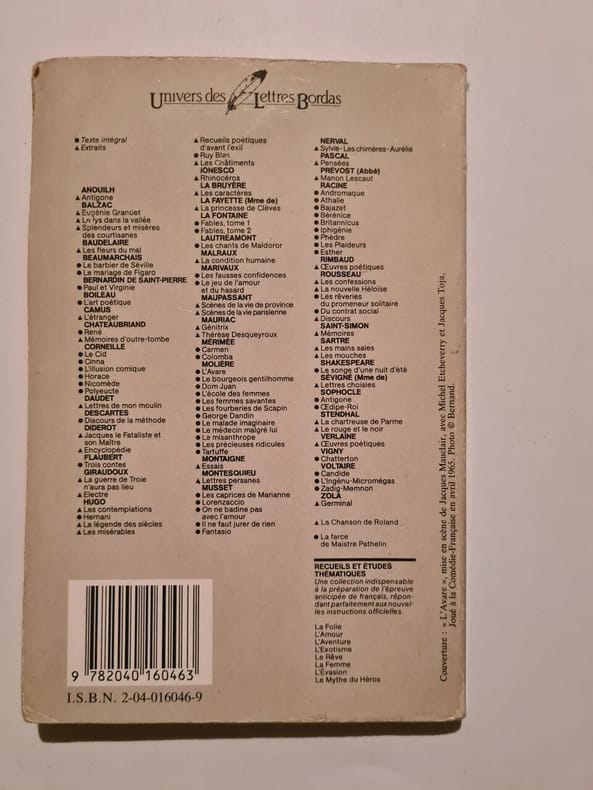 Univers des Lettres Bordas
● Texte intégral
▲ Extraits
ANOUILH
▲ Antigone
BALZAC
▲ Eugénie Grandet
▲ Le lys dans la vallée
▲ Splendeurs et misères
des courtisanes
BAUDELAIRE
▲ Les fleurs du mal
BEAUMARCHAIS
● Le barbier de Séville
● Le mariage de Figaro
BERNARDIN DE SAINT-PIERRE
● Paul et Virginie
BOILEAU
● L'art poétique
CAMUS
▲ L'étranger
CHATEAUBRIAND
● René
▲ Mémoires d'outre-tombe
CORNEILLE
● Le Cid
● Cinna
● L'illusion comique
● Horace
● Nicomède
● Polyeucte
DAUDET
▲ Lettres de mon moulin
DESCARTES
● Discours de la méthode
DIDEROT
▲ Jacques le Fataliste et
son Maître
▲ Encyclopédie
FLAUBERT
● Trois contes
GIRAUDOUX
▲ La guerre de Troie
n'aura pas lieu
▲ Electre
HUGO
▲ Les contemplations
● Hernani
▲ La légende des siècles
▲ Les misérables
▲ Recueils poétiques
d'avant l'exil
● Ruy Blas
▲ Les Châtiments
IONESCO
▲ Rhinocéros
LA BRUYÈRE
▲ Les caractères
LA FAYETTE (Mme de)
▲ La princesse de Clèves
LA FONTAINE
● Fables, tome 1
● Fables, tome 2
LAUTRÉAMONT
● Les chants de Maldoror
MALRAUX
▲ La condition humaine
MARIVAUX
● Les fausses confidences
● Le jeu de l'amour
et du hasard
MAUPASSANT
▲ Scènes de la vie de province
▲ Scènes de la vie parisienne
MAURIAC
▲ Génitrix
▲ Thérèse Desqueyroux
MÉRIMÉE
● Carmen
● Colomba
MOLIÈRE
● L'Avare
● Le bourgeois gentilhomme
● Dom Juan
● L'école des femmes
● Les femmes savantes
● Les fourberies de Scapin
● George Dandin
● Le malade imaginaire
● Le médecin malgré lui
● Le misanthrope
● Les précieuses ridicules
● Tartuffe
MONTAIGNE
▲ Essais
MONTESQUIEU
▲ Lettres persanes
MUSSET
● Les caprices de Marianne
● Lorenzaccio
● On ne badine pas
avec l'amour
● Il ne faut jurer de rien
● Fantasio
NERVAL
▲ Sylvie-Les chimères-Aurélia
PASCAL
▲ Pensées
PRÉVOST (Abbé)
▲ Manon Lescaut
RACINE
● Andromaque
● Athalie
● Bajazet
● Bérénice
● Britannicus
● Iphigénie
● Phèdre
● Les Plaideurs
● Esther
RIMBAUD
▲ Œuvres poétiques
ROUSSEAU
▲ Les confessions
▲ La nouvelle Héloïse
● Les rêveries
du promeneur solitaire
● Du contrat social
▲ Discours
SAINT-SIMON
▲ Mémoires
SARTRE
▲ Les mains sales
▲ Les mouches
SHAKESPEARE
● Le songe d'une nuit d'été
SÉVIGNÉ (Mme de)
▲ Lettres choisies
SOPHOCLE
● Antigone
● Œdipe-Roi
STENDHAL
▲ La chartreuse de Parme
▲ Le rouge et le noir
VERLAINE
▲ Œuvres poétiques
VIGNY
● Chatterton
VOLTAIRE
● Candide
● L'Ingénu-Micromégas
● Zadig-Memnon
ZOLA
▲ Germinal
▲ La Chanson de Roland
● La farce
de Maistre Pathelin
RECUEILS ET ÉTUDES
THÉMATIQUES
Une collection indispensable
à la préparation de l'épreuve
anticipée de français, répon-
dant parfaitement aux nouvel-
les instructions officielles.
La Folie
L'Amour
L'Aventure
L'Exotisme
Le Rêve
La Femme
L'Évasion
Le Mythe du Héros
Couverture : « L'Avare », mise en scène de Jacques Mauclair, avec Michel Etcheverry et Jacques Toja,
Joué à la Comédie-Française en avril 1965. Photo © Bernand.
9 782040 160463
I.S.B.N. 2-04-016046-9